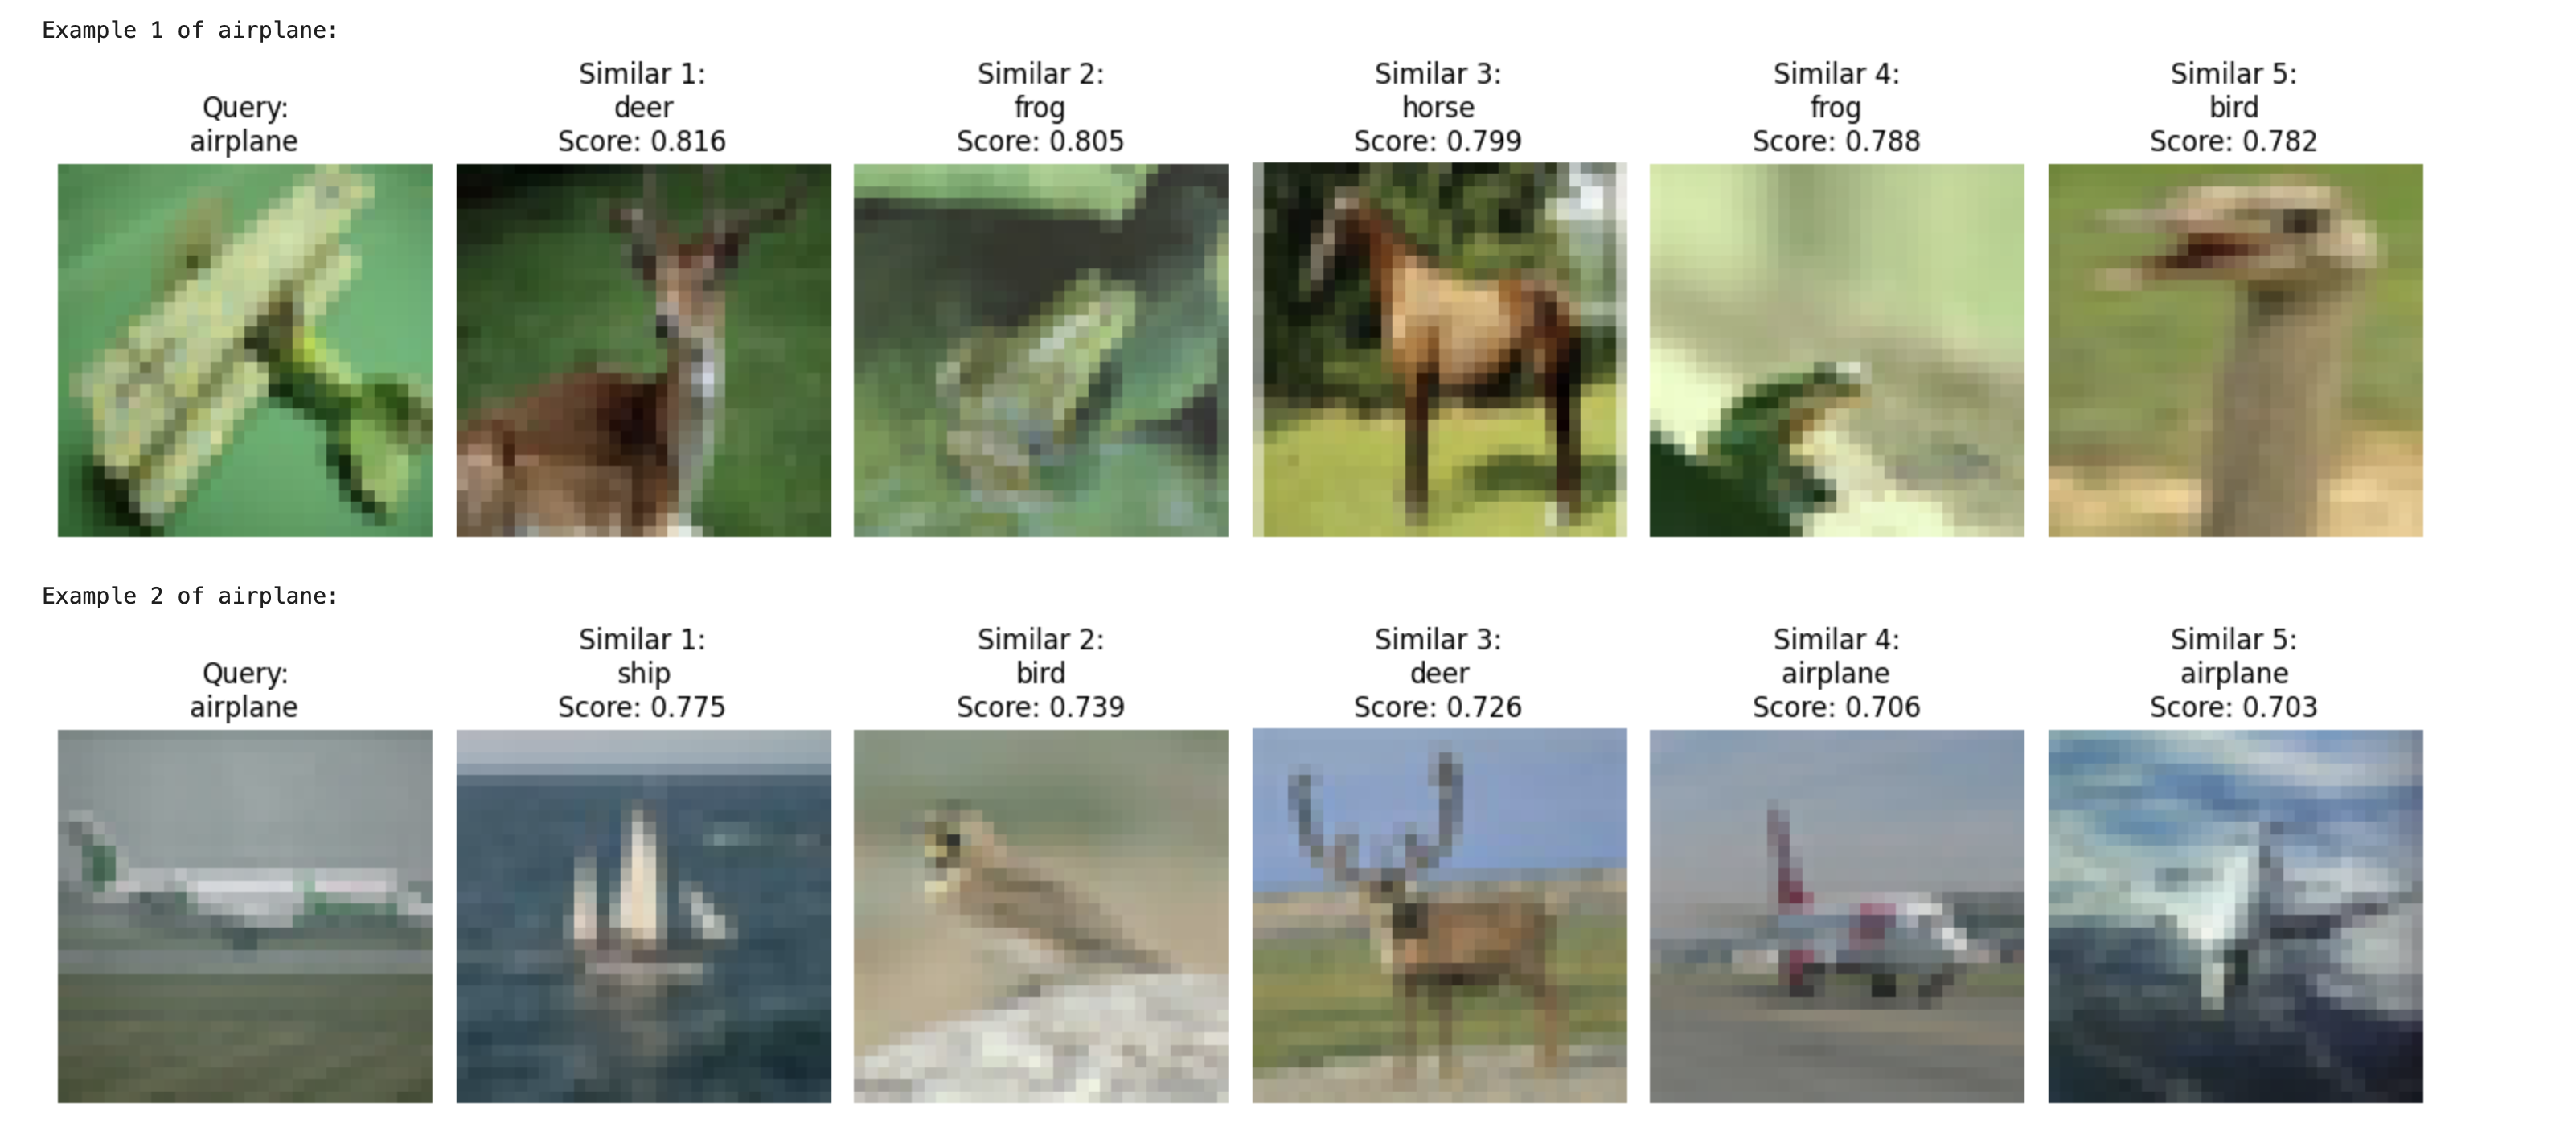 Example 1 of airplane:
Query:
airplane
Similar 1:
deer
Score: 0.816
Similar 2:
frog
Score: 0.805
Similar 3:
horse
Score: 0.799
Similar 4:
frog
Score: 0.788
Similar 5:
bird
Score: 0.782
Example 2 of airplane:
Query:
airplane
Similar 1:
ship
Score: 0.775
Similar 2:
bird
Score: 0.739
Similar 3:
deer
Score: 0.726
Similar 4:
airplane
Score: 0.706
Similar 5:
airplane
Score: 0.703